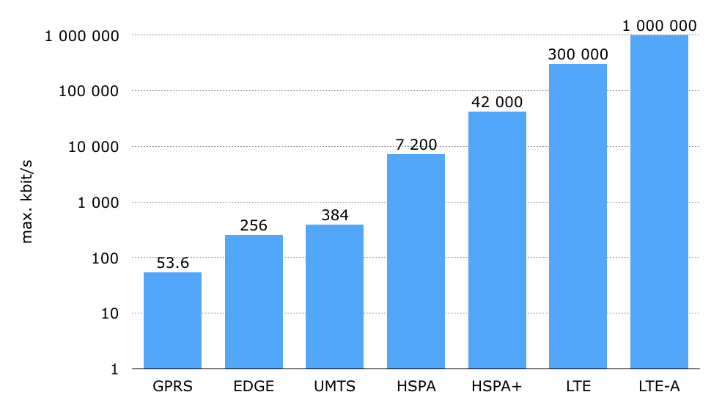 max. kbit/s
1 000 000
100 000
10 000
1 000
100
10
1
53.6
256
384
7 200
42 000
300 000
1 000 000
GPRS
EDGE
UMTS
HSPA
HSPA+
LTE
LTE-A